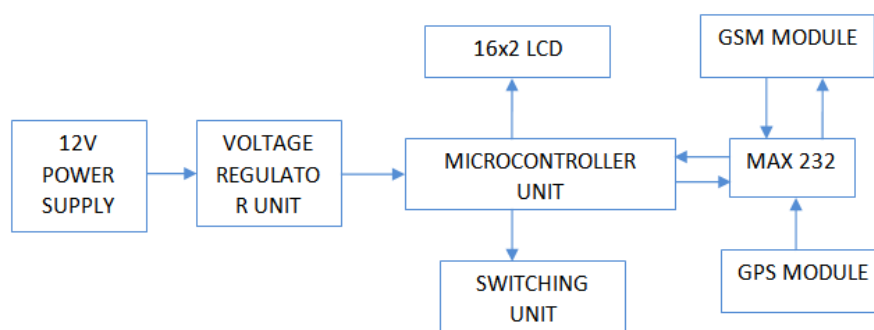 16x2 LCD
GSM MODULE
12V
POWER
SUPPLY
VOLTAGE
REGULATO
R UNIT
MICROCONTROLLER
UNIT
MAX 232
SWITCHING
UNIT
GPS MODULE